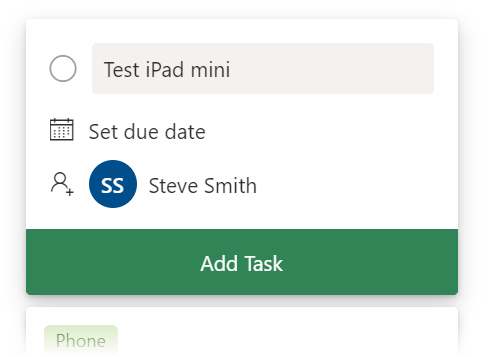 Test iPad mini
Set due date
SS Steve Smith
Add Task
Phone